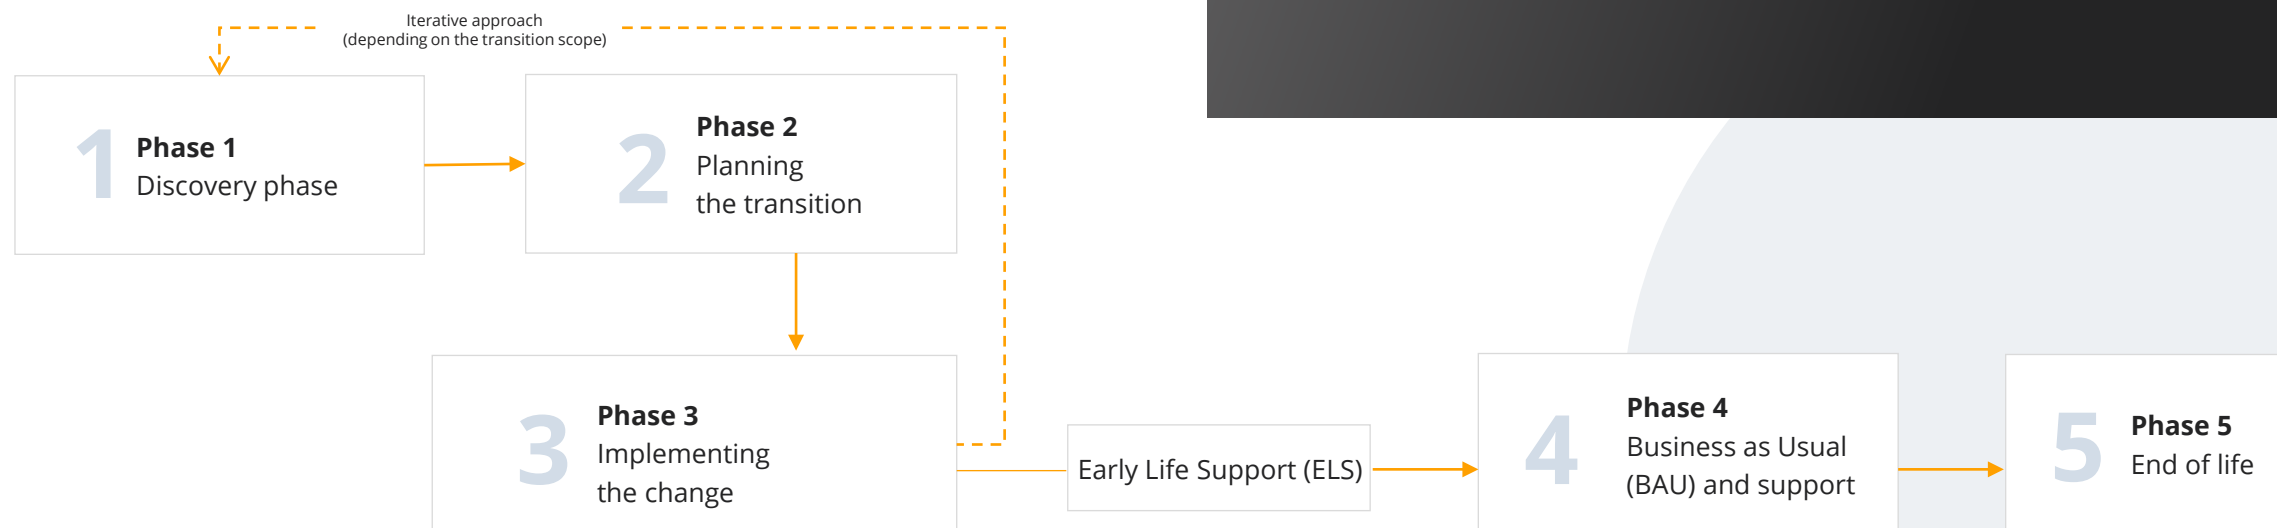 Iterative approach
(depending on the transition scope)
1
Phase 1
Discovery phase
2
Phase 2
Planning
the transition
3
Phase 3
Implementing
the change
Early Life Support (ELS)
4
Phase 4
Business as Usual
(BAU) and support
5
Phase 5
End of life